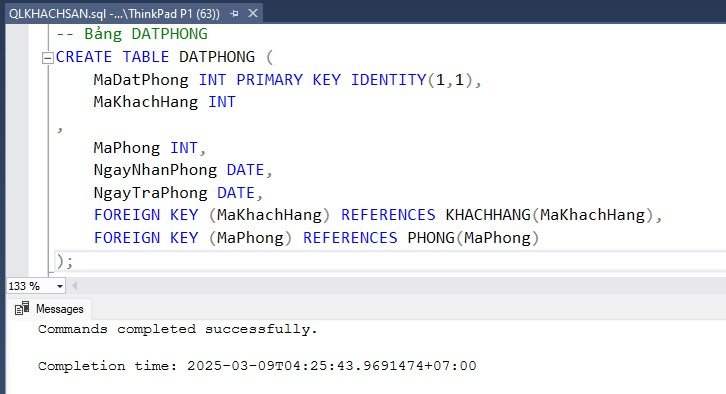 QLKHACHSAN.sql -...\ThinkPad P1 (63))
-- Bảng DATPHONG
CREATE TABLE DATPHONG (
MaDatPhong INT PRIMARY KEY IDENTITY(1,1),
MaKhachHang INT
,
MaPhong INT,
NgayNhanPhong DATE,
NgayTraPhong DATE,
FOREIGN KEY (MaKhachHang) REFERENCES KHACHHANG(MaKhachHang),
FOREIGN KEY (MaPhong) REFERENCES PHONG(MaPhong)
);
133 %
Messages
Commands completed successfully.
Completion time: 2025-03-09T04:25:43.9691474+07:00